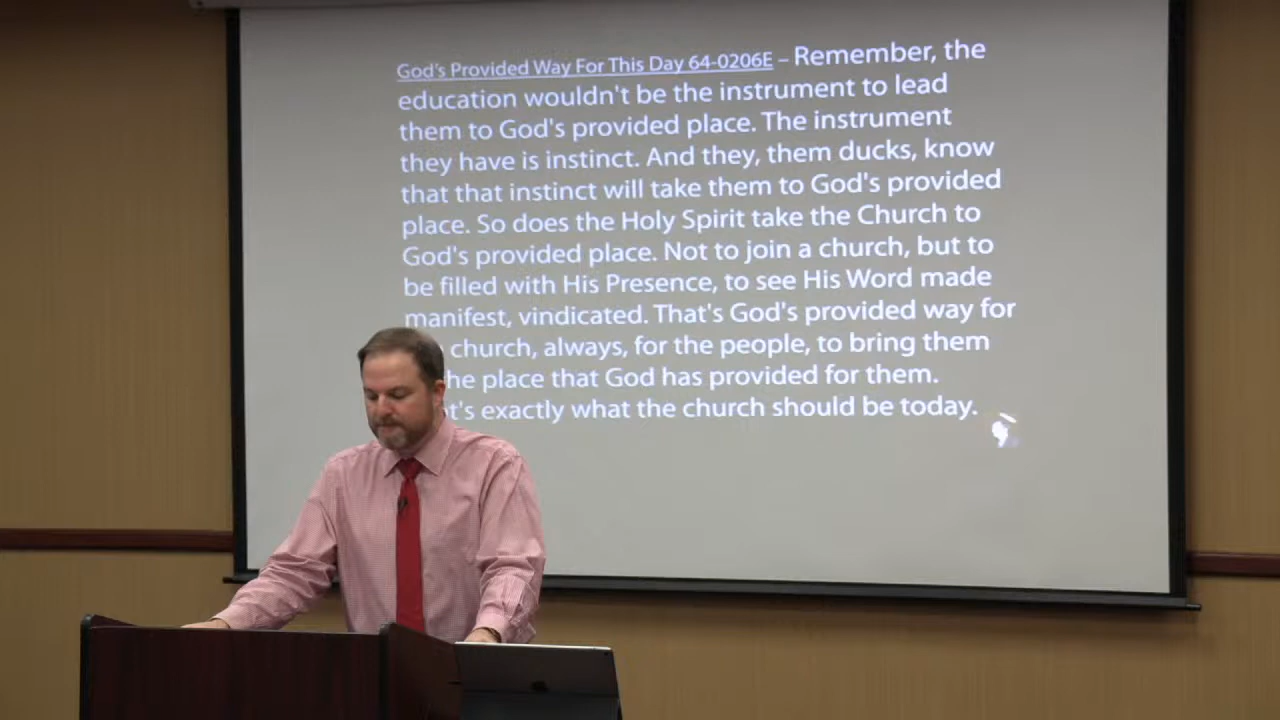 God's Provided Way For This Day 64-0206E – Remember, the
education wouldn't be the instrument to lead
them to God's provided place. The instrument
they have is instinct. And they, them ducks, know
that that instinct will take them to God's provided
place. So does the Holy Spirit take the Church to
God's provided place. Not to join a church, but to
be filled with His Presence, to see His Word made
manifest, vindicated. That's God's provided way for
church, always, for the people, to bring them
place that God has provided for them.
exactly what the church should be today.